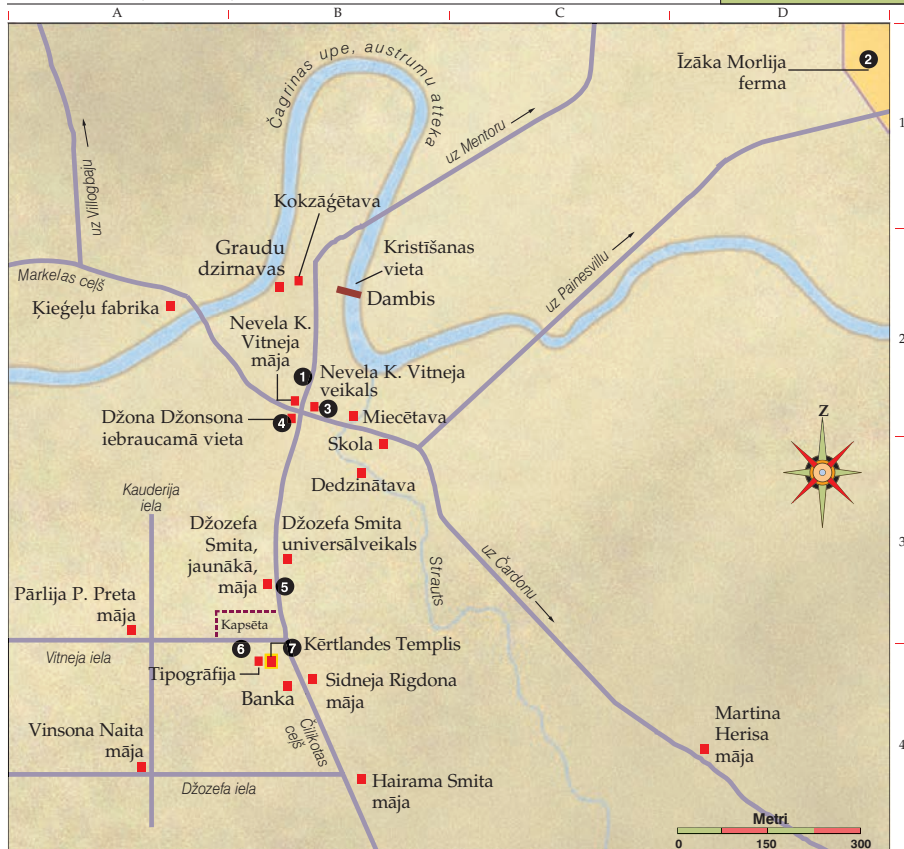 A B C D
Īzāka Morlija
ferma
2
1
Čagrinas upe, austrumu atteka
uz Mentoru
uz Villogbaju
Kokzāģētava
Graudu
dzirnavas
Kristīšanas
vieta
Dambis
Markelas ceļš
Ķieģeļu fabrika
uz Painesvillu
2
Nevela K.
Vitneja
māja
1
Nevela K. Vitneja
veikals
3
Džona Džonsona
iebraucamā vieta
4
Miecētava
Skola
Dedzinātava
Z
Kauderija
iela
Džozefa
Smita,
jaunākā,
māja
5
Džozefa Smita
universālveikals
Strauts
uz Čardonu
3
Pārlija P. Preta
māja
Kapsēta
Vitneja iela
6
7
Kērtlandes Templis
Tipogrāfija
Banka
Sidneja Rigdona
māja
Čilikotas
ceļš
Vinsona Naita
māja
Džozefa iela
Hairama Smita
māja
Martina
Herisa
māja
4
Metri
0 150 300